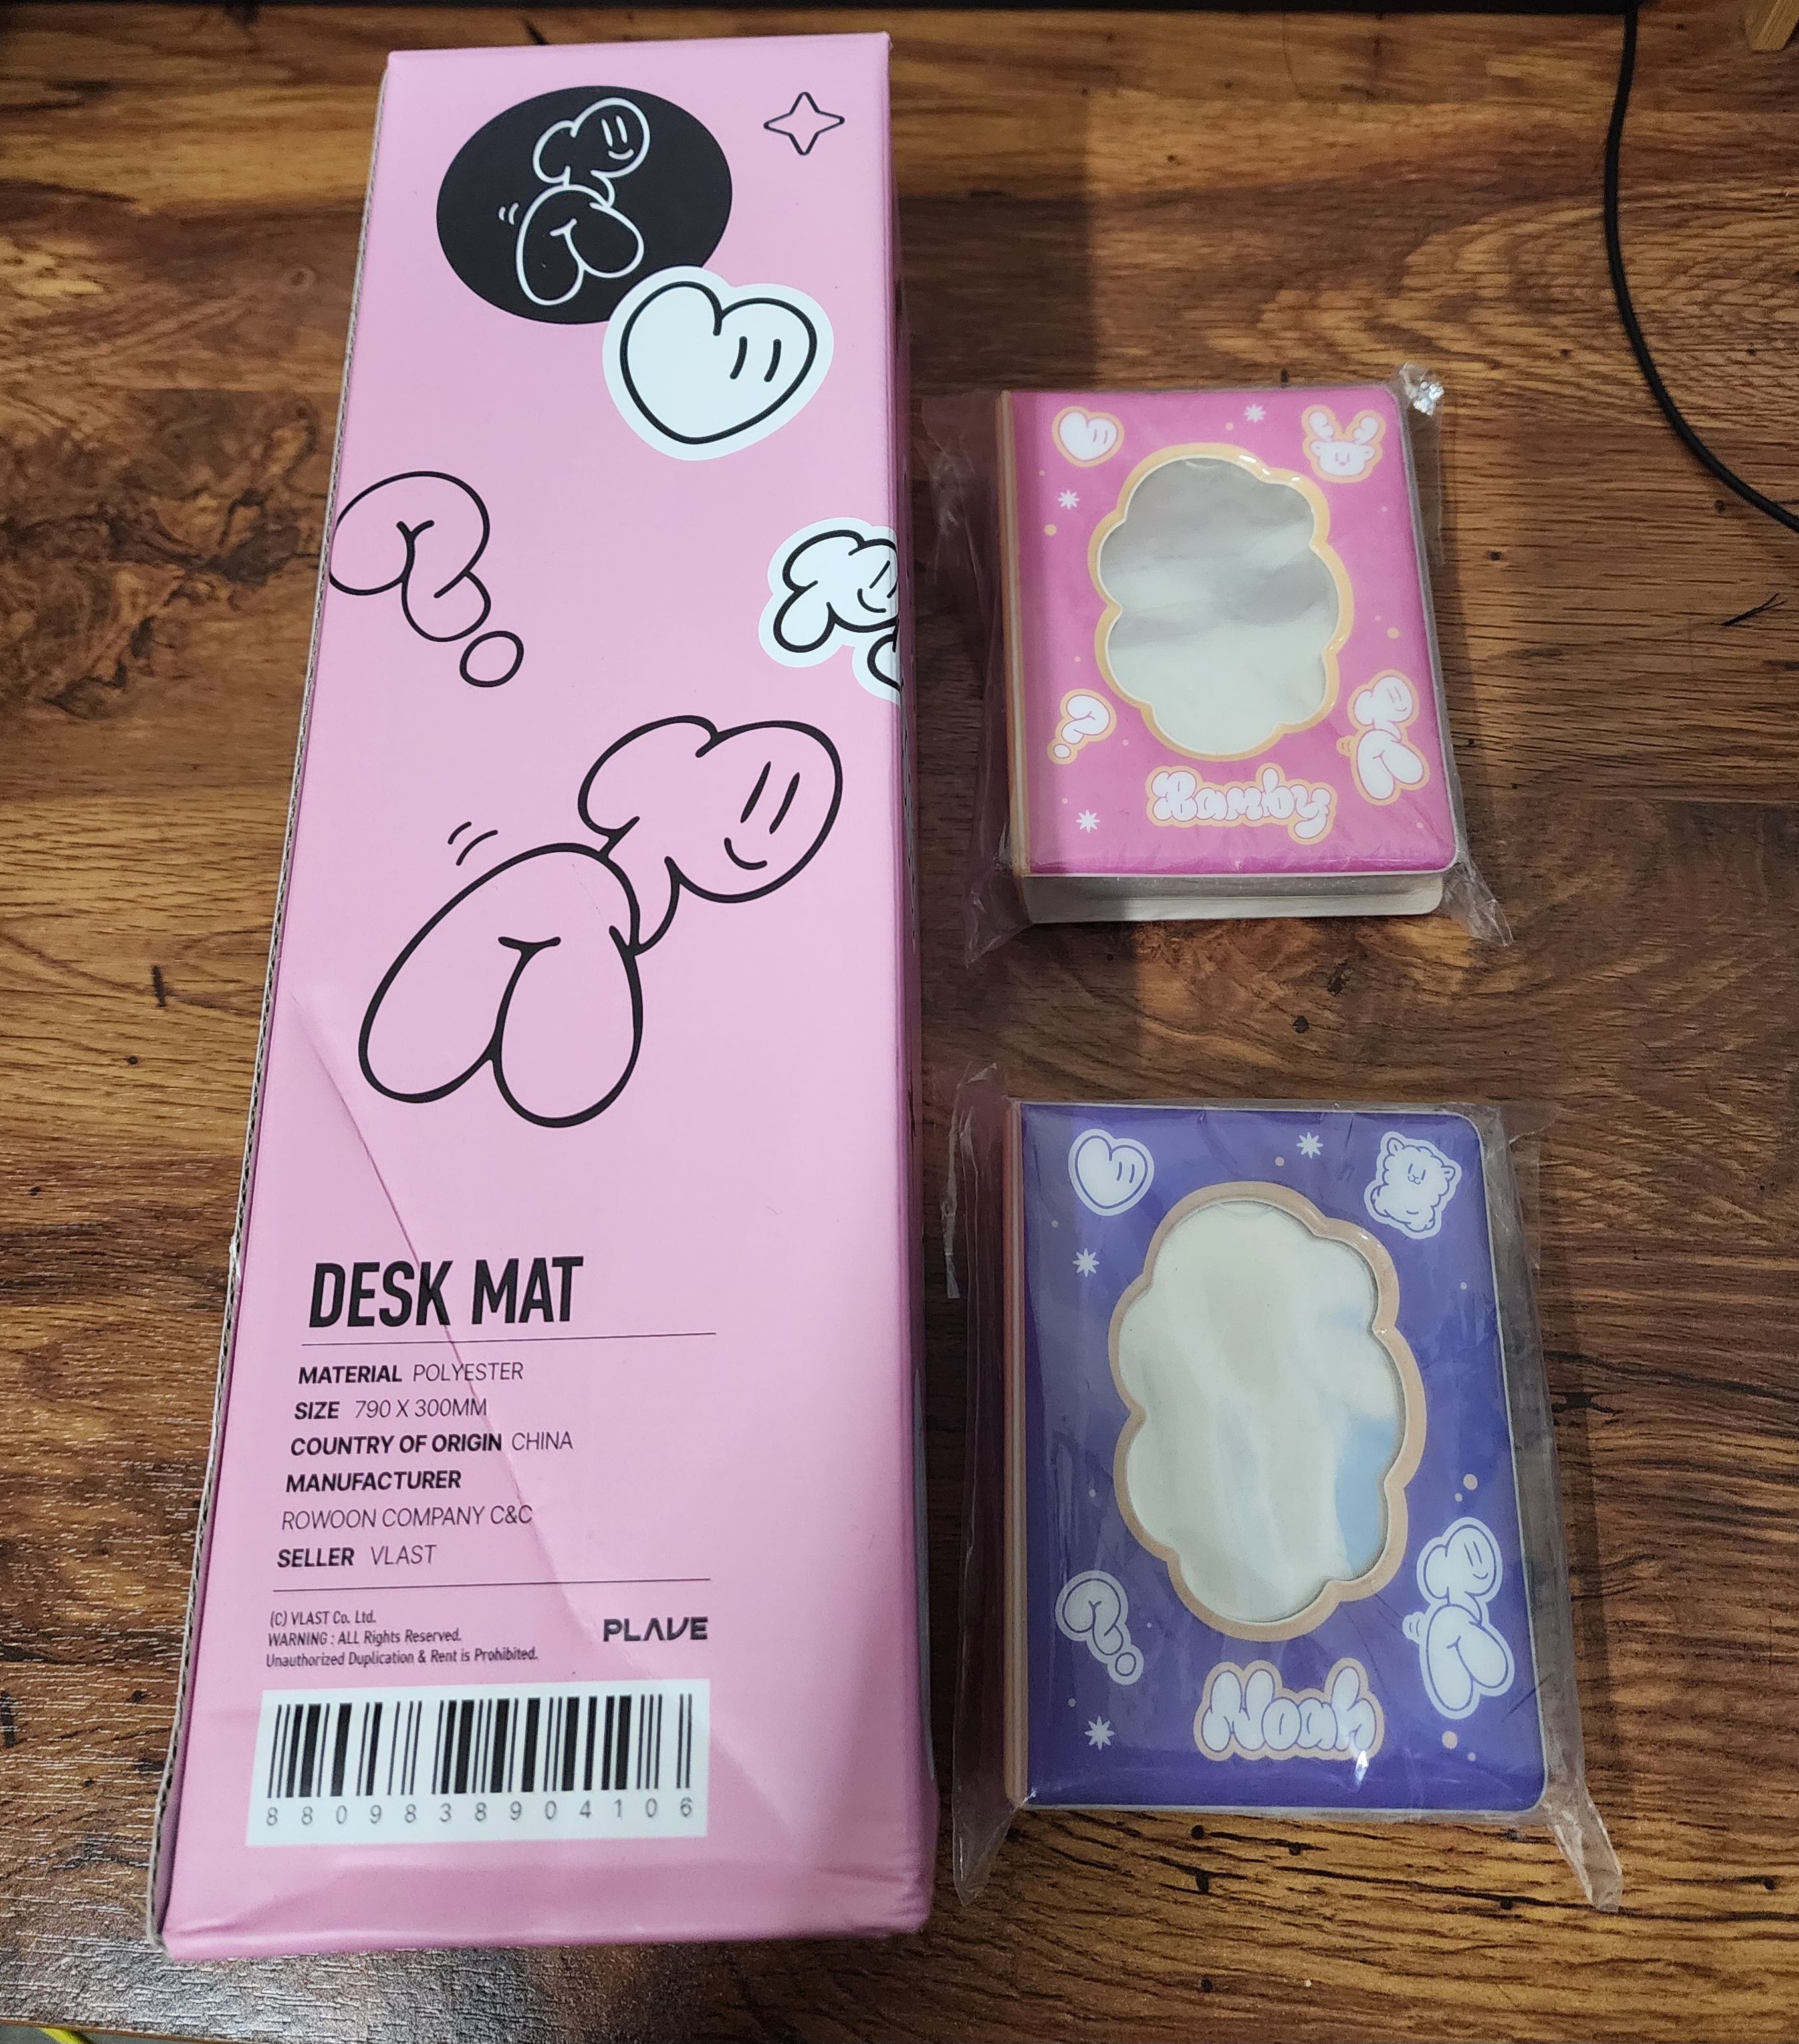 DESK MAT
MATERIAL POLYESTER
SIZE 790 X 300MM
COUNTRY OF ORIGIN CHINA
MANUFACTURER
ROWOON COMPANY C&C
SELLER VLAST
(C) VLAST Co. Ltd.
WARNING : ALL Rights Reserved.
Unauthorized Duplication & Rent is Prohibited.
PLAVE
8809838904106
Bamby
Noah